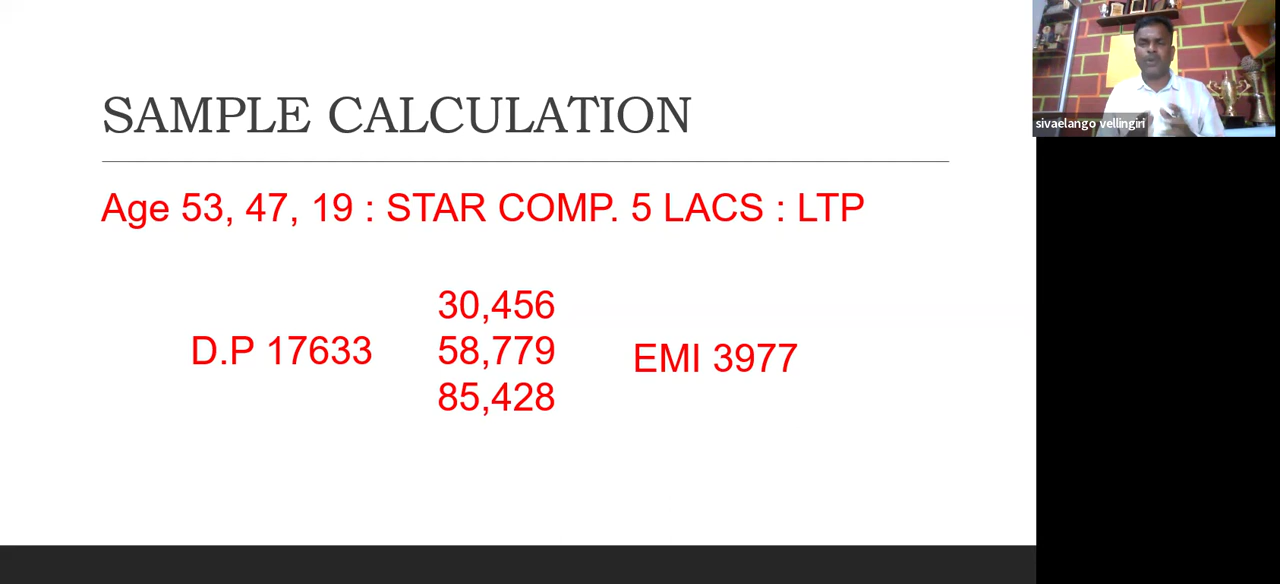 SAMPLE CALCULATION
Age 53, 47, 19 : STAR COMP. 5 LACS : LTP
30,456
D.P 17633
58,779
EMI 3977
85,428
sivaelango vellingiri